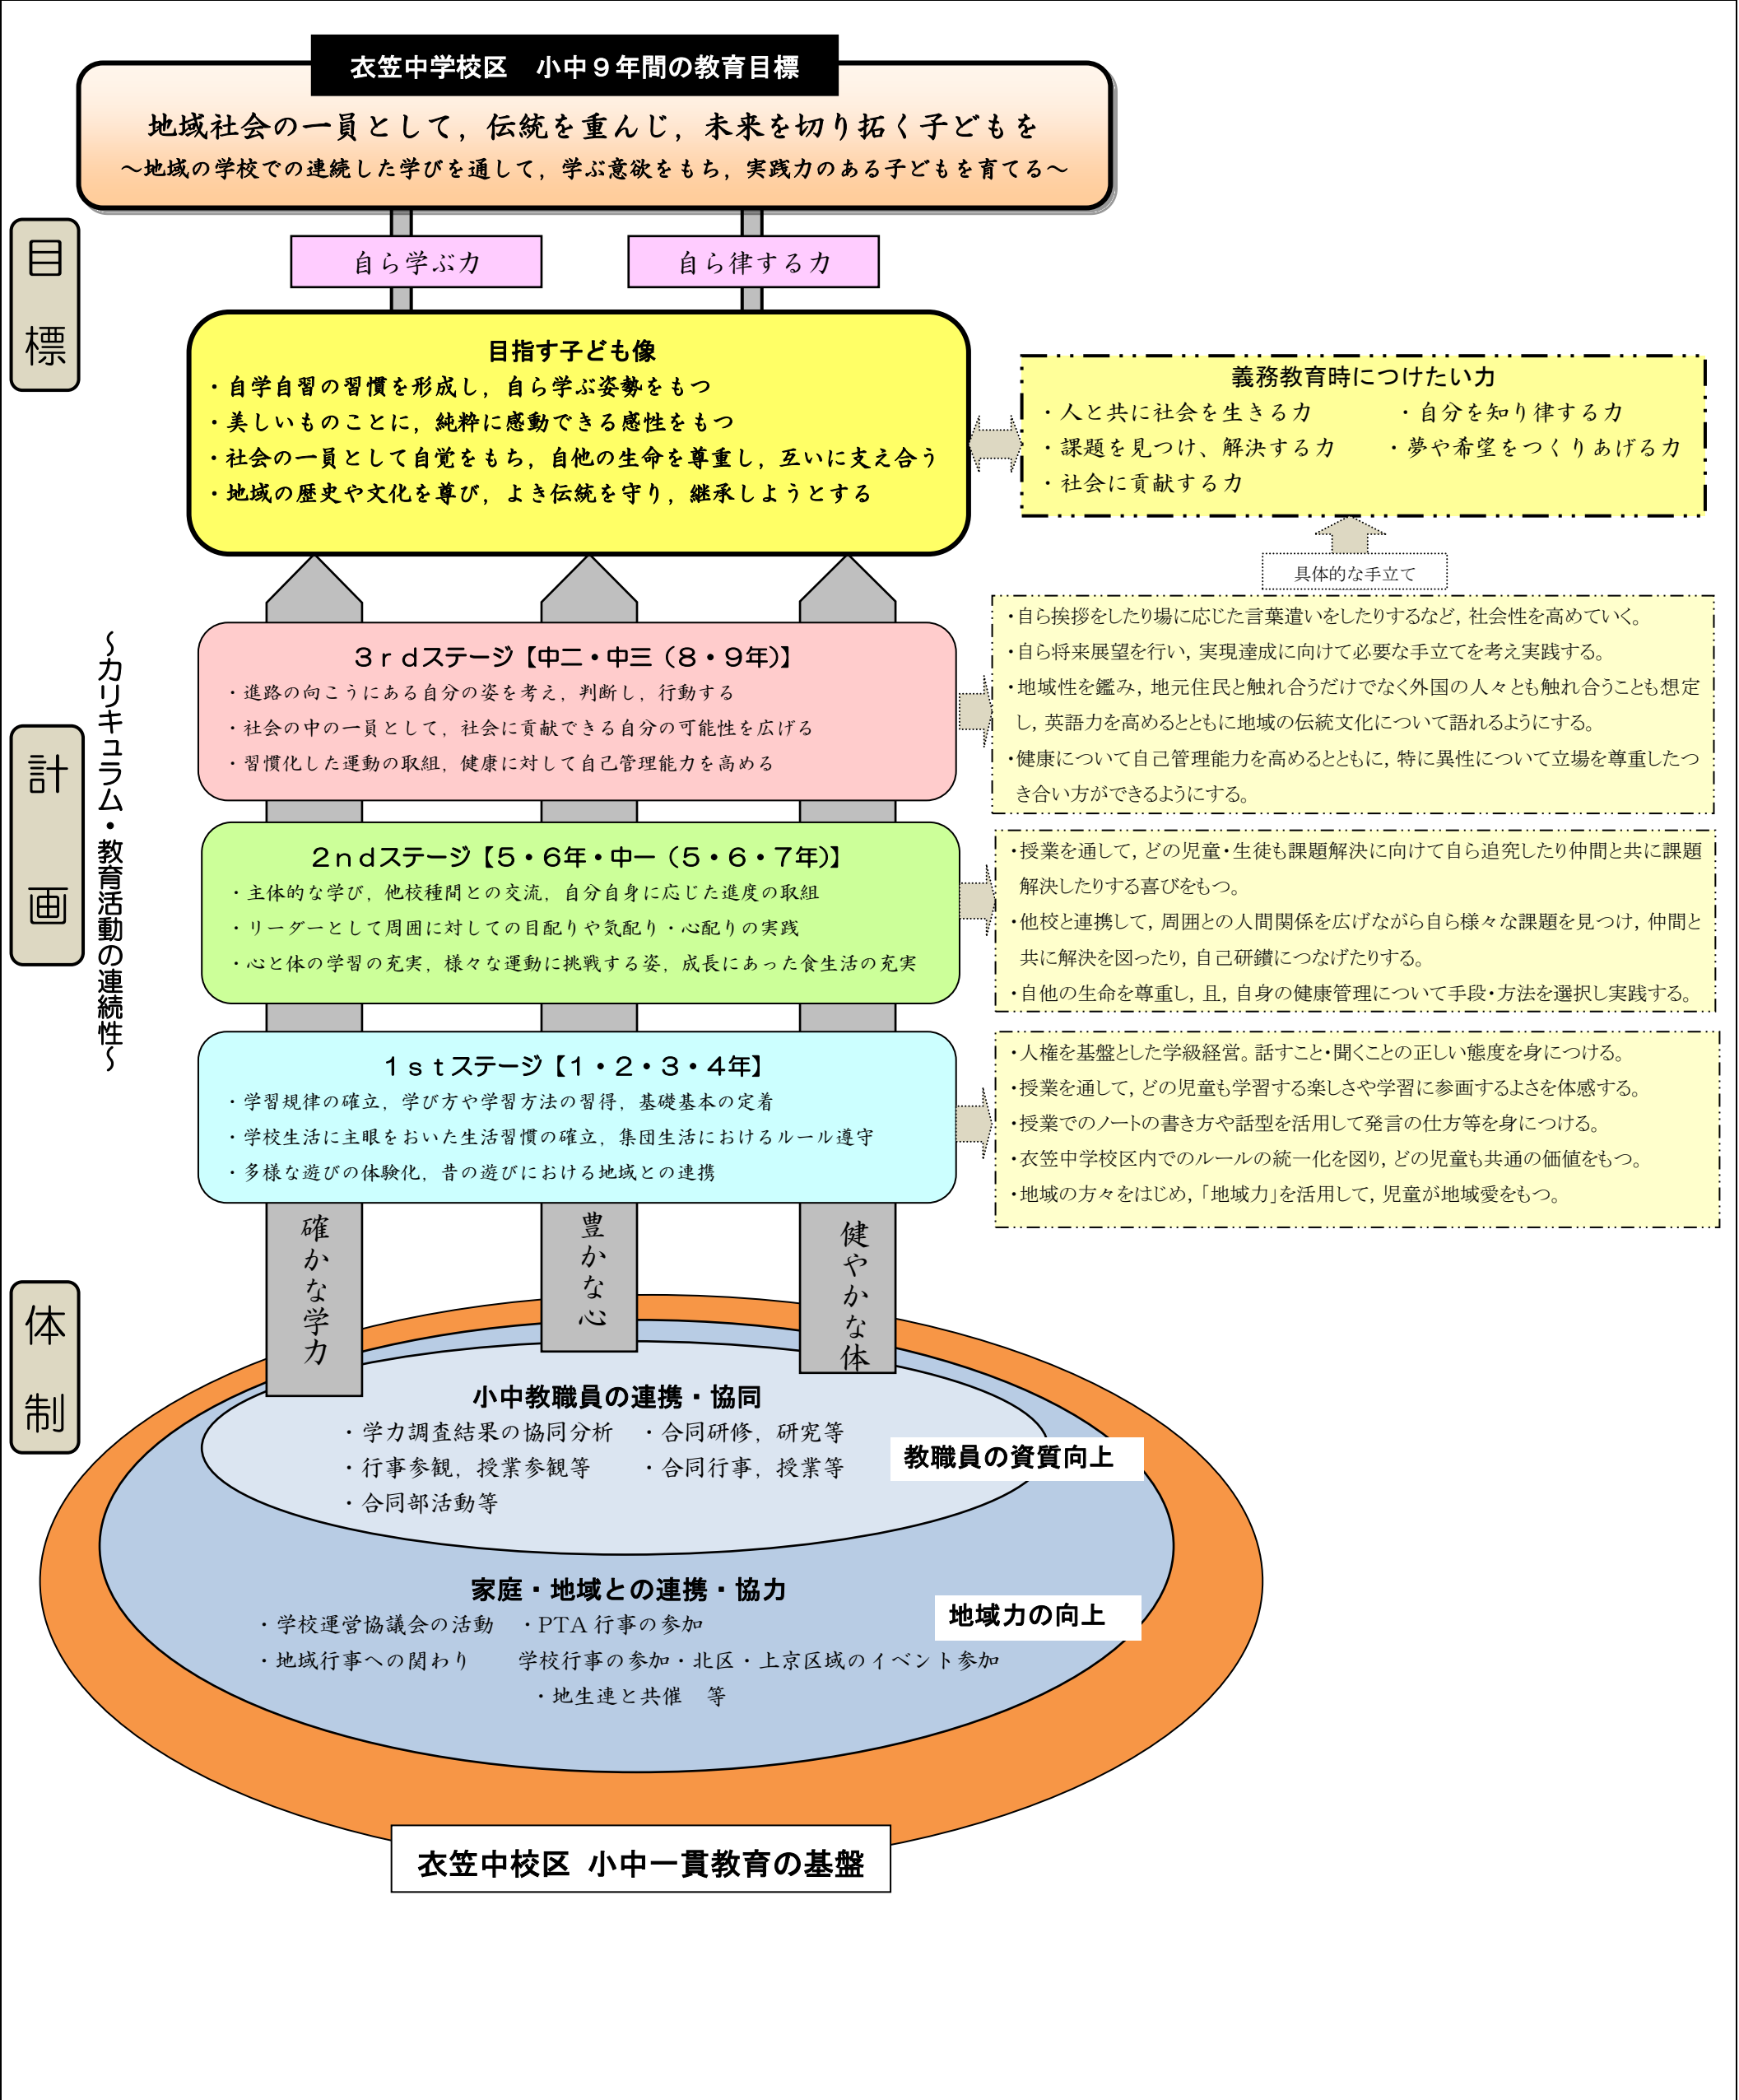 衣笠中学校区　小中９年間の教育目標
地域社会の一員として，伝統を重んじ，未来を切り拓く子どもを
～地域の学校での連続した学びを通して，学ぶ意欲をもち，実践力のある子どもを育てる～
目標
自ら学ぶ力
自ら律する力
目指す子ども像
・自学自習の習慣を形成し，自ら学ぶ姿勢をもつ
・美しいものことに，純粋に感動できる感性をもつ
・社会の一員として自覚をもち，自他の生命を尊重し，互いに支え合う
・地域の歴史や文化を尊び，よき伝統を守り，継承しようとする
義務教育時につけたい力
・人と共に社会を生きる力　　　・自分を知り律する力
・課題を見つけ、解決する力　　・夢や希望をつくりあげる力
・社会に貢献する力
具体的な手立て
計画
～カリキュラム・教育活動の連続性～
３ｒｄステージ【中二・中三（８・９年）】
・進路の向こうにある自分の姿を考え，判断し，行動する
・社会の中の一員として，社会に貢献できる自分の可能性を広げる
・習慣化した運動の取組，健康に対して自己管理能力を高める
・自ら挨拶をしたり場に応じた言葉遣いをしたりするなど，社会性を高めていく。
・自ら将来展望を行い，実現達成に向けて必要な手立てを考え実践する。
・地域性を鑑み，地元住民と触れ合うだけでなく外国の人々とも触れ合うことも想定
し，英語力を高めるとともに地域の伝統文化について語れるようにする。
・健康について自己管理能力を高めるとともに，特に異性について立場を尊重したつ
き合い方ができるようにする。
２ｎｄステージ【５・６年・中一（５・６・７年）】
・主体的な学び，他校種間との交流，自分自身に応じた進度の取組
・リーダーとして周囲に対しての目配りや気配り・心配りの実践
・心と体の学習の充実，様々な運動に挑戦する姿，成長にあった食生活の充実
・授業を通して，どの児童・生徒も課題解決に向けて自ら追究したり仲間と共に課題
解決したりする喜びをもつ。
・他校と連携して，周囲との人間関係を広げながら自ら様々な課題を見つけ，仲間と
共に解決を図ったり，自己研鑚につなげたりする。
・自他の生命を尊重し，且，自身の健康管理について手段・方法を選択し実践する。
１ｓｔステージ【１・２・３・４年】
・学習規律の確立，学び方や学習方法の習得，基礎基本の定着
・学校生活に主眼をおいた生活習慣の確立，集団生活におけるルール遵守
・多様な遊びの体験化，昔の遊びにおける地域との連携
・人権を基盤とした学級経営。話すこと・聞くことの正しい態度を身につける。
・授業を通して，どの児童も学習する楽しさや学習に参画するよさを体感する。
・授業でのノートの書き方や話型を活用して発言の仕方等を身につける。
・衣笠中学校区内でのルールの統一化を図り，どの児童も共通の価値をもつ。
・地域の方々をはじめ，「地域力」を活用して，児童が地域愛をもつ。
確かな学力
豊かな心
健やかな体
体制
小中教職員の連携・協同
・学力調査結果の協同分析　・合同研修，研究等
・行事参観，授業参観等　　・合同行事，授業等
・合同部活動等
教職員の資質向上
家庭・地域との連携・協力
・学校運営協議会の活動　・PTA 行事の参加
・地域行事への関わり　　学校行事の参加・北区・上京区域のイベント参加
・地生連と共催　等
地域力の向上
衣笠中校区 小中一貫教育の基盤